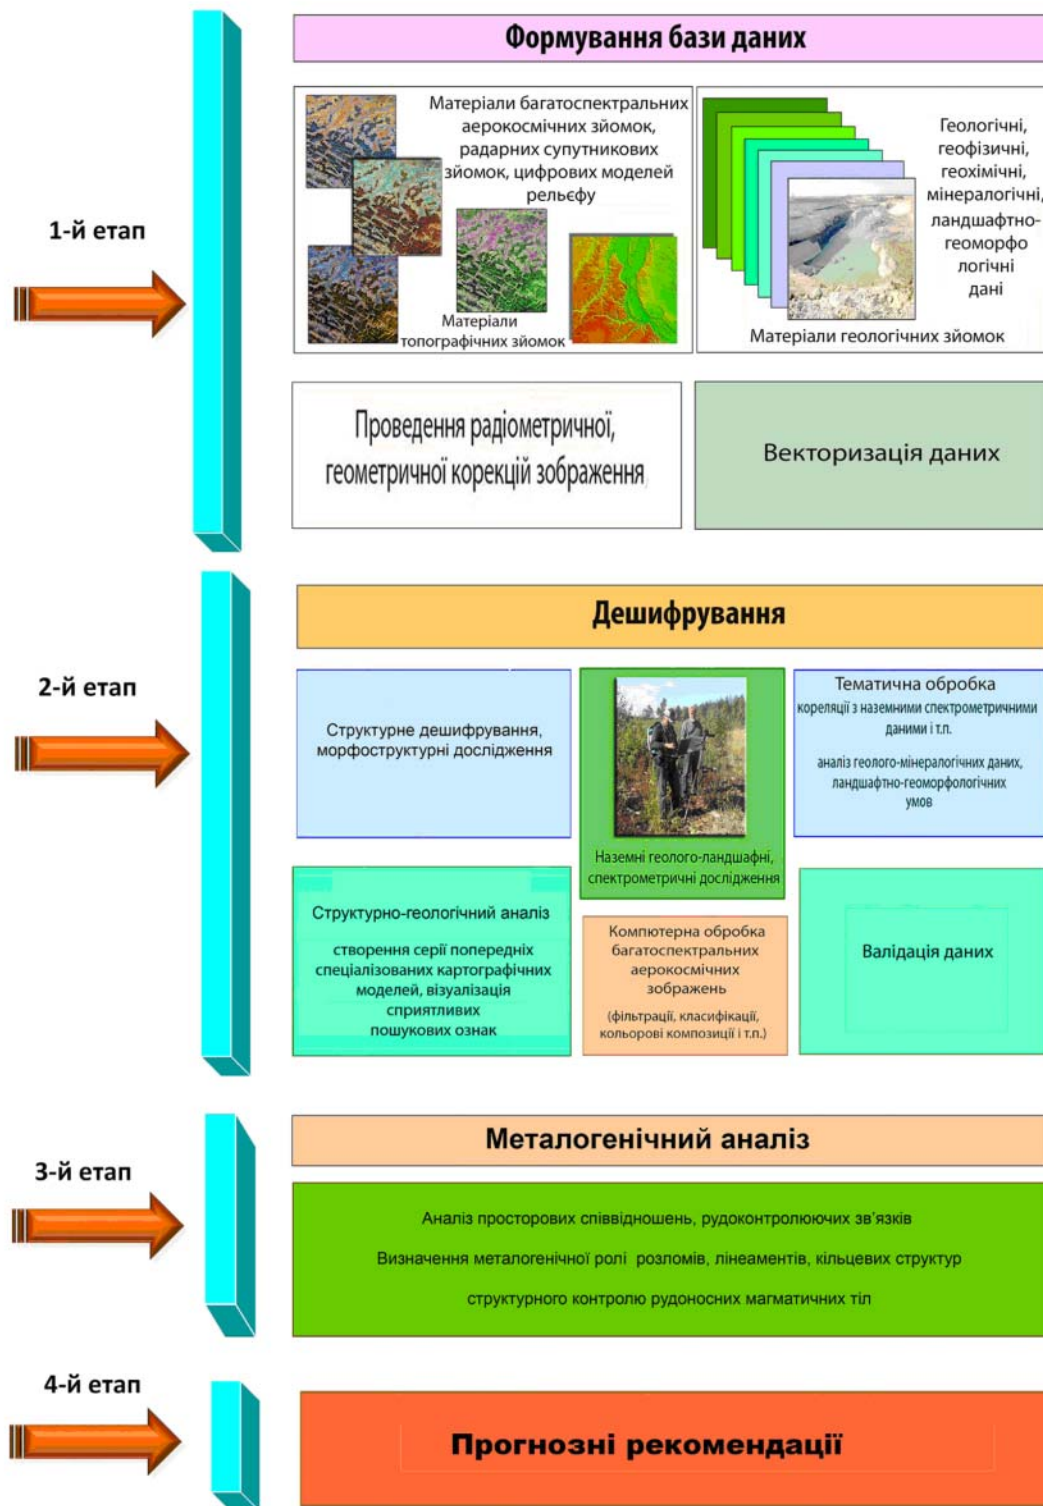 Формування бази даних
Матеріали багатоспектральних
аерокосмічних зйомок,
радарних супутникових
зйомок, цифрових моделей
рельєфу
Матеріали
топографічних зйомок
Геологічні,
геофізичні,
геохімічні,
мінералогічні,
ландшафтно-
геоморфо
логічні
дані
Матеріали геологічних зйомок
1-й етап
Проведення радіометричної,
геометричної корекцій зображення
Векторизація даних
Дешифрування
2-й етап
Структурне дешифрування,
морфоструктурні дослідження
Наземні геолого-ландшафні,
спектрометричні дослідження
Тематична обробка
кореляції з наземними спектрометричними
даними і т.п.
аналіз геолого-мінералогічних даних,
ландшафтно-геоморфологічних
умов
Структурно-геологічний аналіз
створення серії попередніх
спеціалізованих картографічних
моделей, візуалізація
сприятливих
пошукових ознак
Компютерна обробка
багатоспектральних
аерокосмічних
зображень
(фільтрації, класифікації,
кольорові композиції і т.п.)
Валідація даних
Металогенічний аналіз
3-й етап
Аналіз просторових співвідношень, рудоконтролюючих зв'язків
Визначення металогенічної ролі розломів, лінеаментів, кільцевих структур
структурного контролю рудоносних магматичних тіл
4-й етап
Прогнозні рекомендації